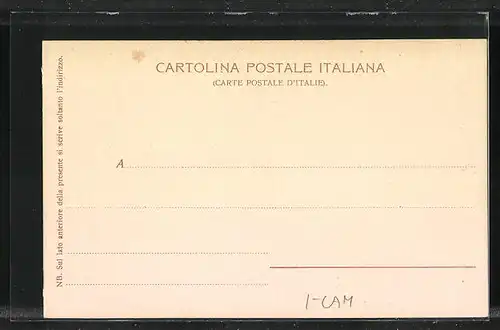 CARTOLINA POSTALE ITALIANA
(CARTE POSTALE D'ITALIE).
A
NB. Sul lato anteriore della presente si scrive soltanto l'indirizzo.
I-CAM